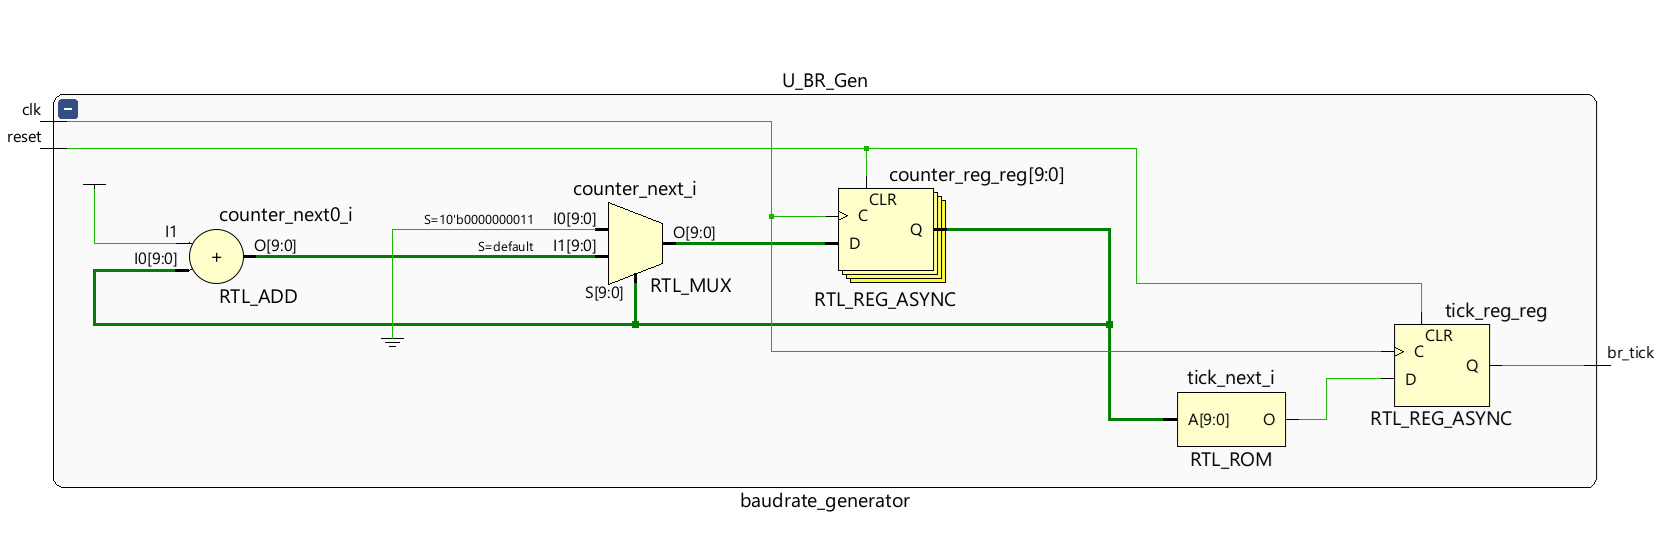 U_BR_Gen
clk
reset
counter_reg_reg[9:0]
counter_next_i
CLR
counter_next0_i
S=10'b0000000011
I0[9:0]
C
I1
O[9:0]
Q
O[9:0]
S=default
I1[9:0]
D
I0[9:0]
+
S[9:0]
RTL_MUX
RTL_ADD
RTL_REG_ASYNC
tick_reg_reg
CLR
C
br_tick
Q
tick_next_i
D
A[9:0]
O
RTL_REG_ASYNC
RTL_ROM
baudrate_generator